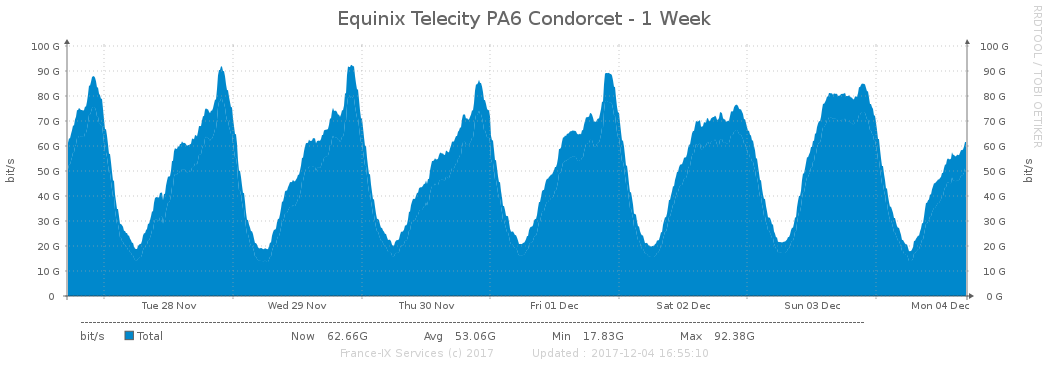 Equinix Telecity PA6 Condorcet - 1 Week
RRDTOOL / TOBI OETIKER
100 G 100 G
90 G 90 G
80 G 80 G
70 G 70 G
60 G 60 G
50 G 50 G
40 G 40 G
30 G 30 G
20 G 20 G
10 G 10 G
0 0 G
bit/s bit/s
Tue 28 Nov Wed 29 Nov Thu 30 Nov Fri 01 Dec Sat 02 Dec Sun 03 Dec Mon 04 Dec
bit/s Total Now 62.66G Avg 53.06G Min 17.83G Max 92.38G
France-IX Services (c) 2017 Updated : 2017-12-04 16:55:10